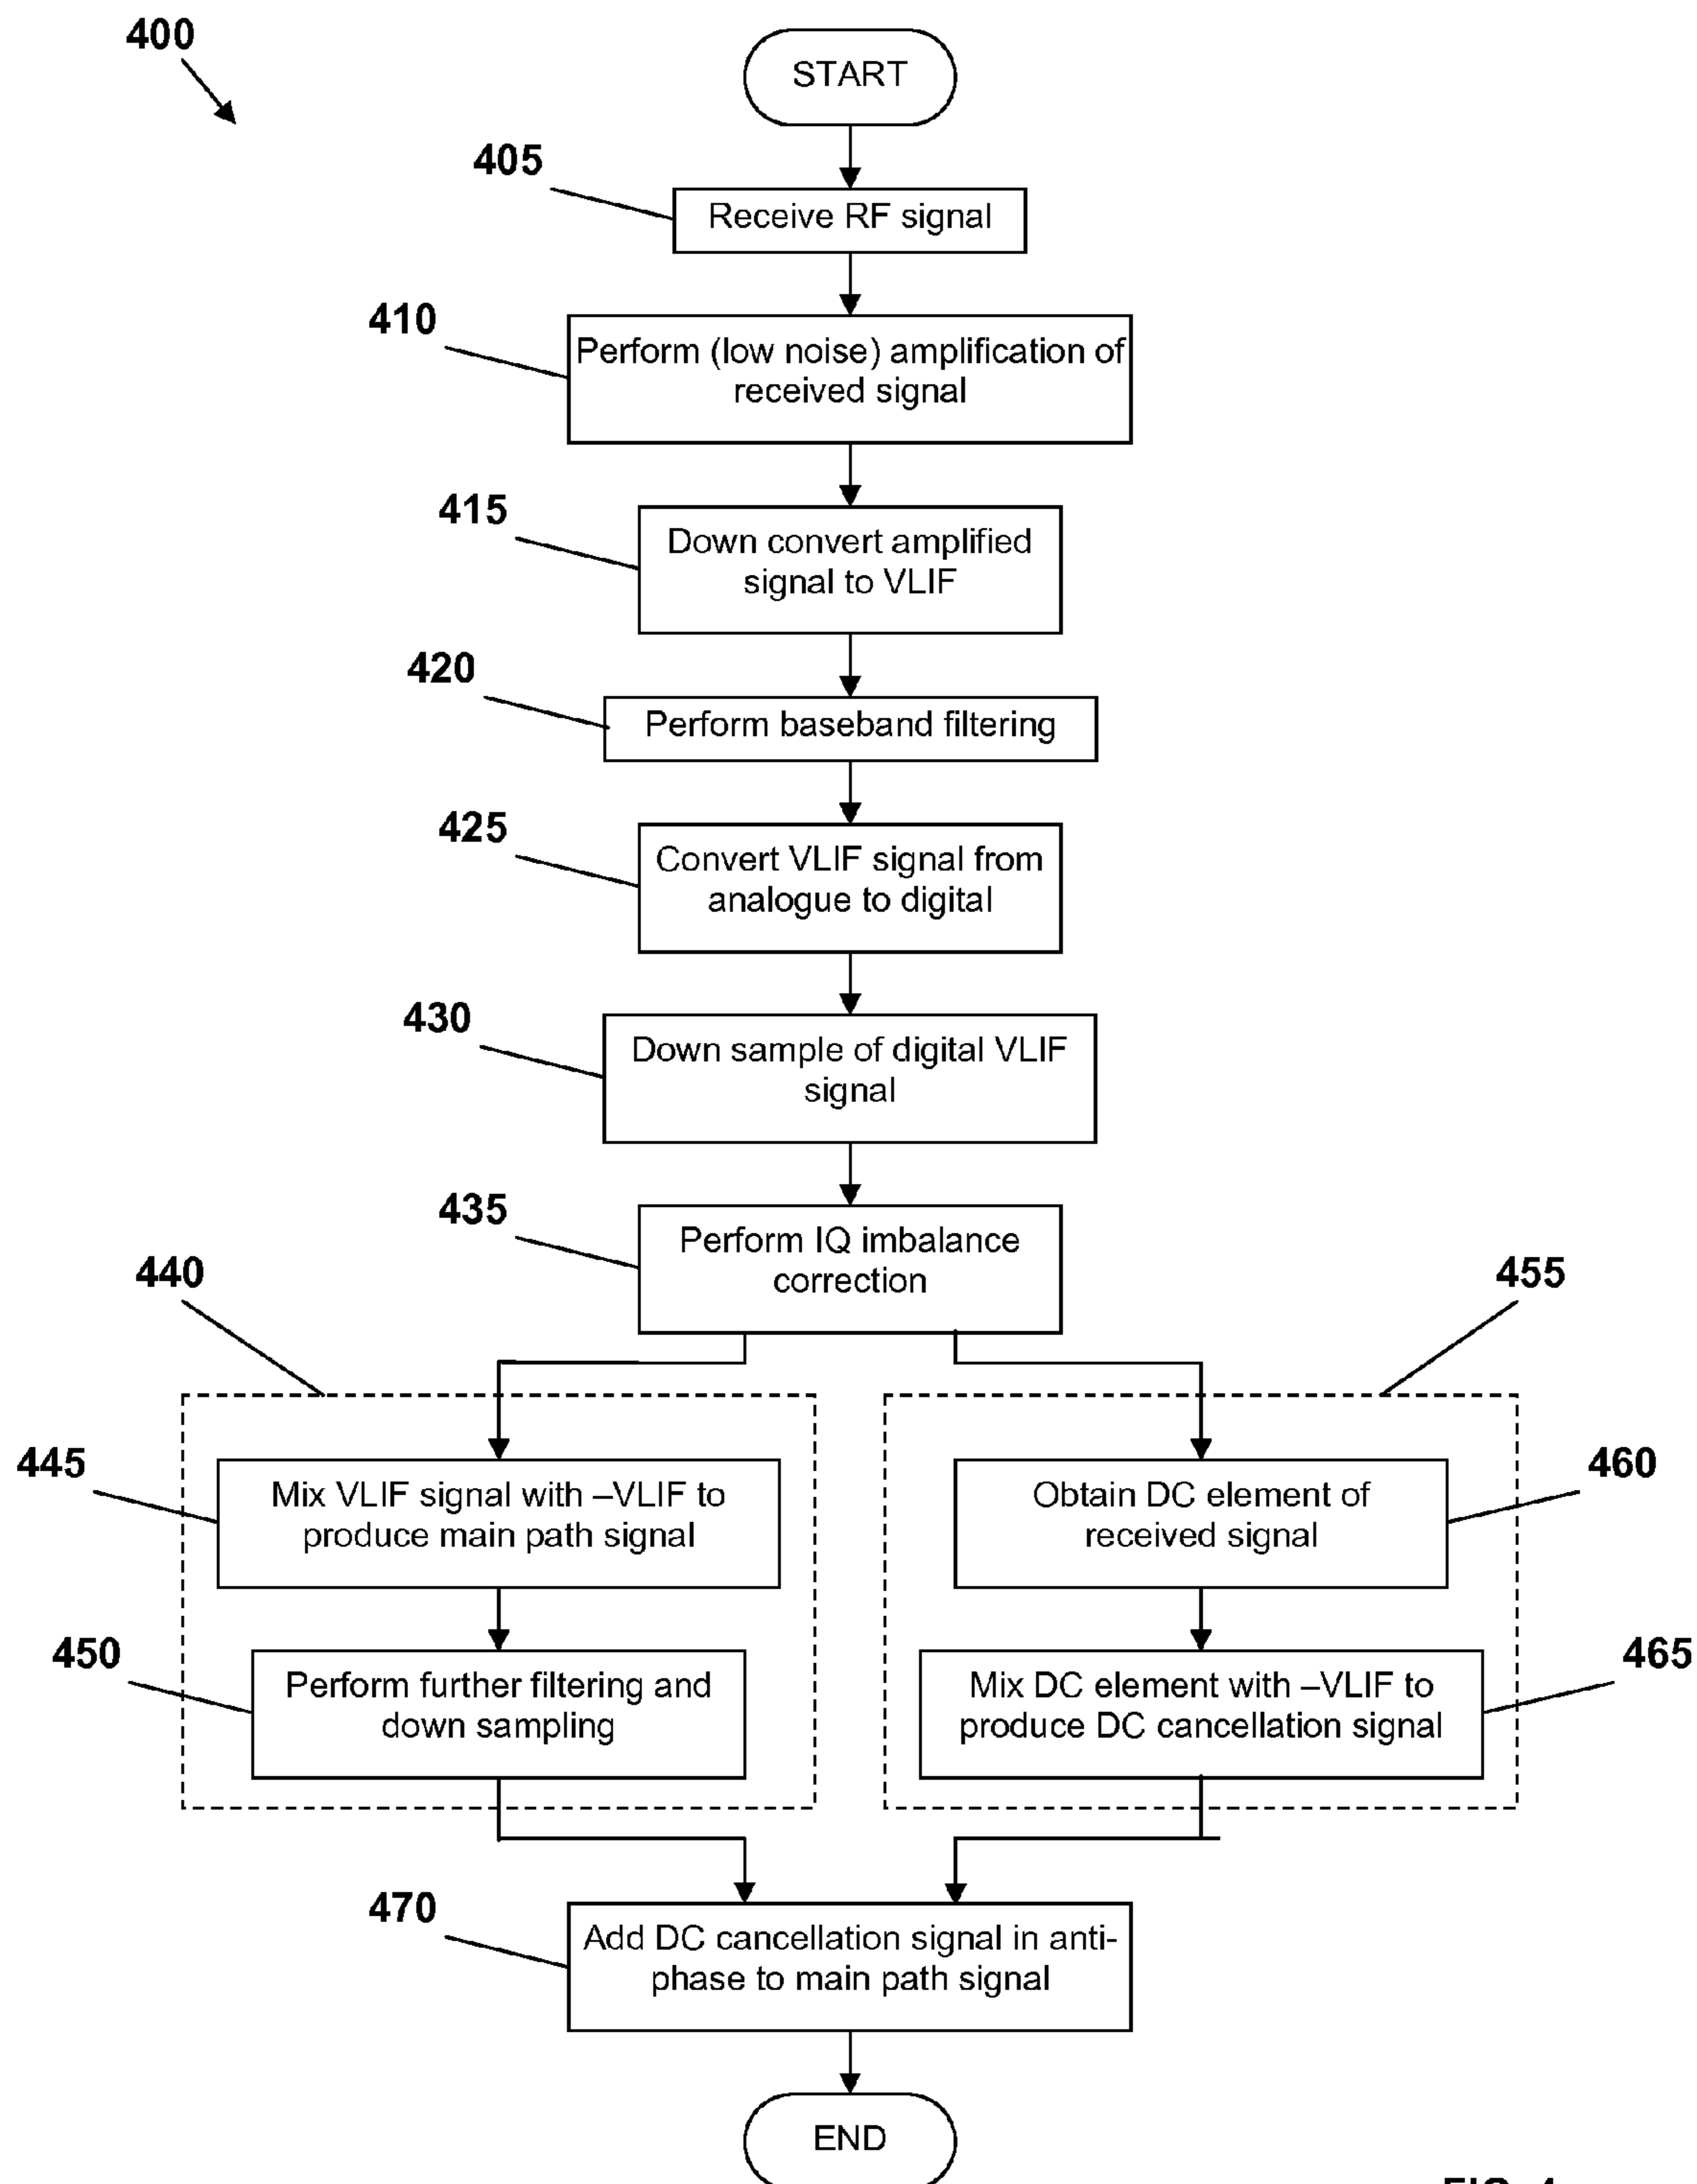 400
START
405
Receive RF signal
410
Perform (low noise) amplification of
received signal
415
Down convert amplified
signal to VLIF
420
Perform baseband filtering
425
Convert VLIF signal from
analogue to digital
430
Down sample of digital VLIF
signal
435
Perform IQ imbalance
correction
440
455
445
Mix VLIF signal with –VLIF to
produce main path signal
460
Obtain DC element of
received signal
450
Perform further filtering and
down sampling
465
Mix DC element with –VLIF to
produce DC cancellation signal
470
Add DC cancellation signal in anti-
phase to main path signal
END